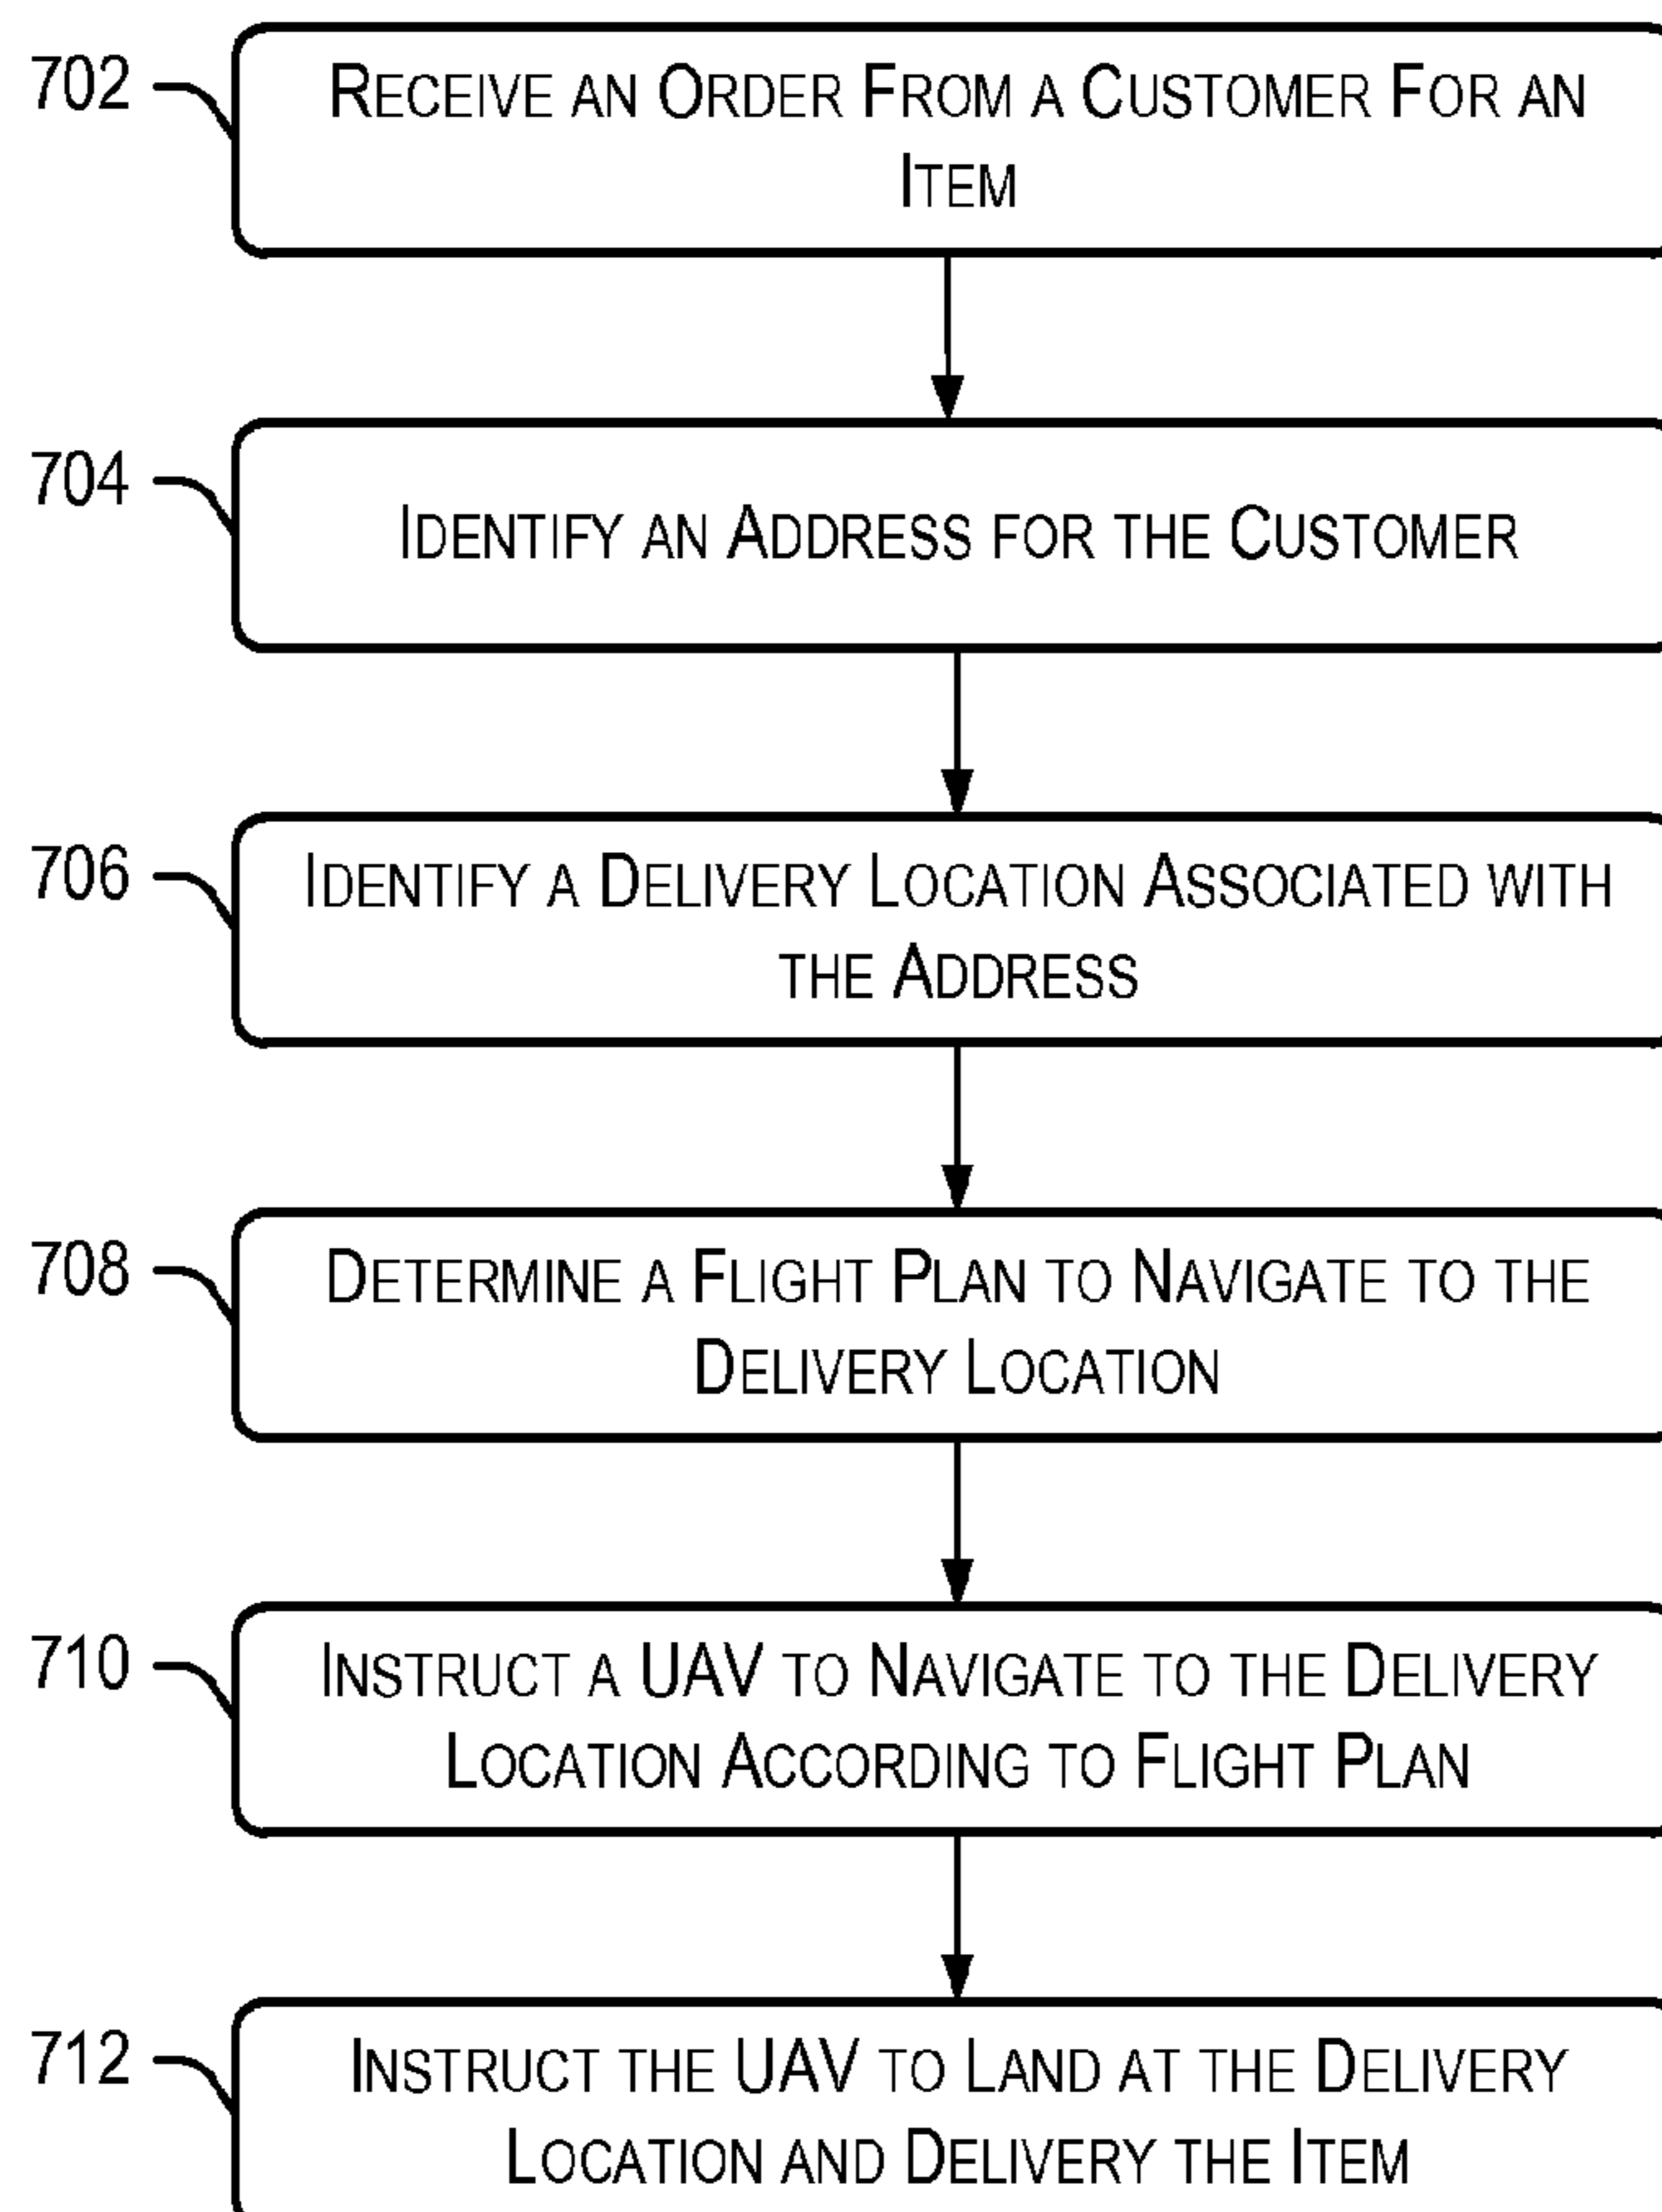 702
RECEIVE AN ORDER FROM A CUSTOMER FOR AN
ITEM
704
IDENTIFY AN ADDRESS FOR THE CUSTOMER
706
IDENTIFY A DELIVERY LOCATION ASSOCIATED WITH
THE ADDRESS
708
DETERMINE A FLIGHT PLAN TO NAVIGATE TO THE
DELIVERY LOCATION
710
INSTRUCT A UAV TO NAVIGATE TO THE DELIVERY
LOCATION ACCORDING TO FLIGHT PLAN
712
INSTRUCT THE UAV TO LAND AT THE DELIVERY
LOCATION AND DELIVERY THE ITEM